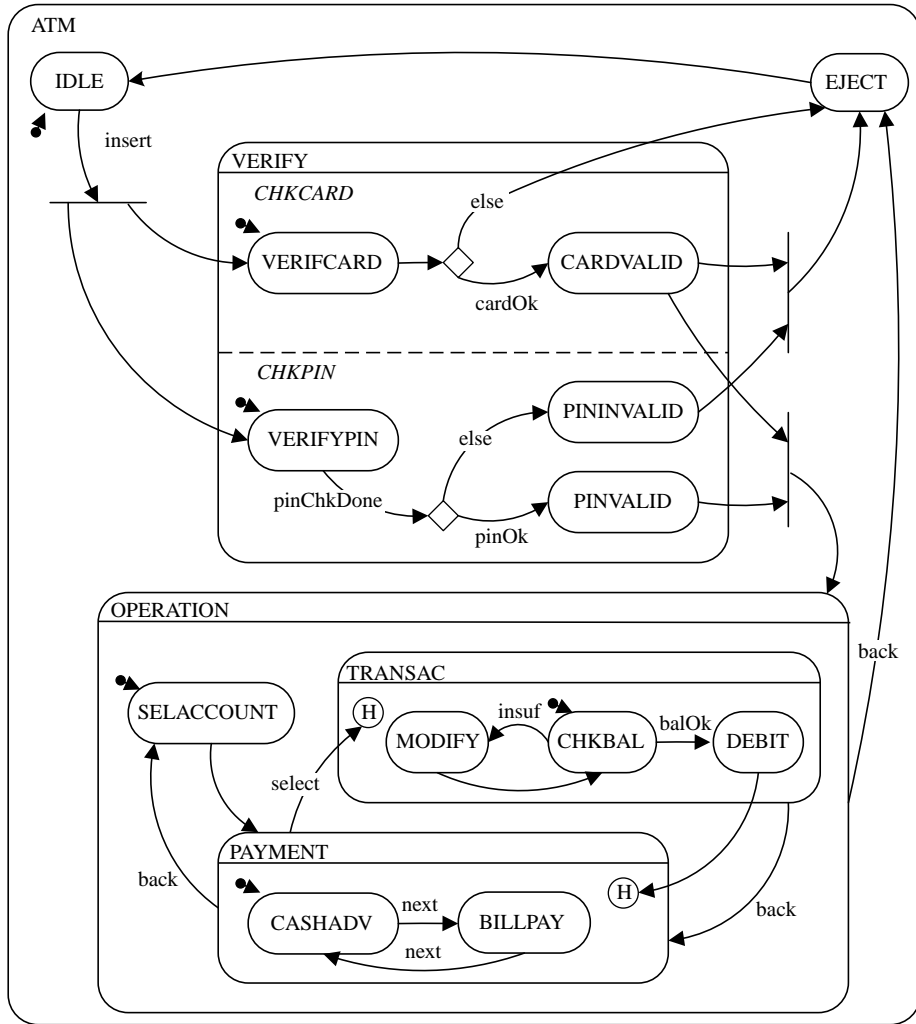 ATM
IDLE
EJECT
insert
VERIFY
CHKCARD
else
VERIFCARD
CARDVALID
cardOk
CHKPIN
VERIFYPIN
else
PININVALID
pinChkDone
PINVALID
pinOk
OPERATION
back
TRANSAC
SELACCOUNT
H
insuf
MODIFY
CHKBAL
balOk
DEBIT
select
PAYMENT
back
H
back
CASHADV
next
BILLPAY
next